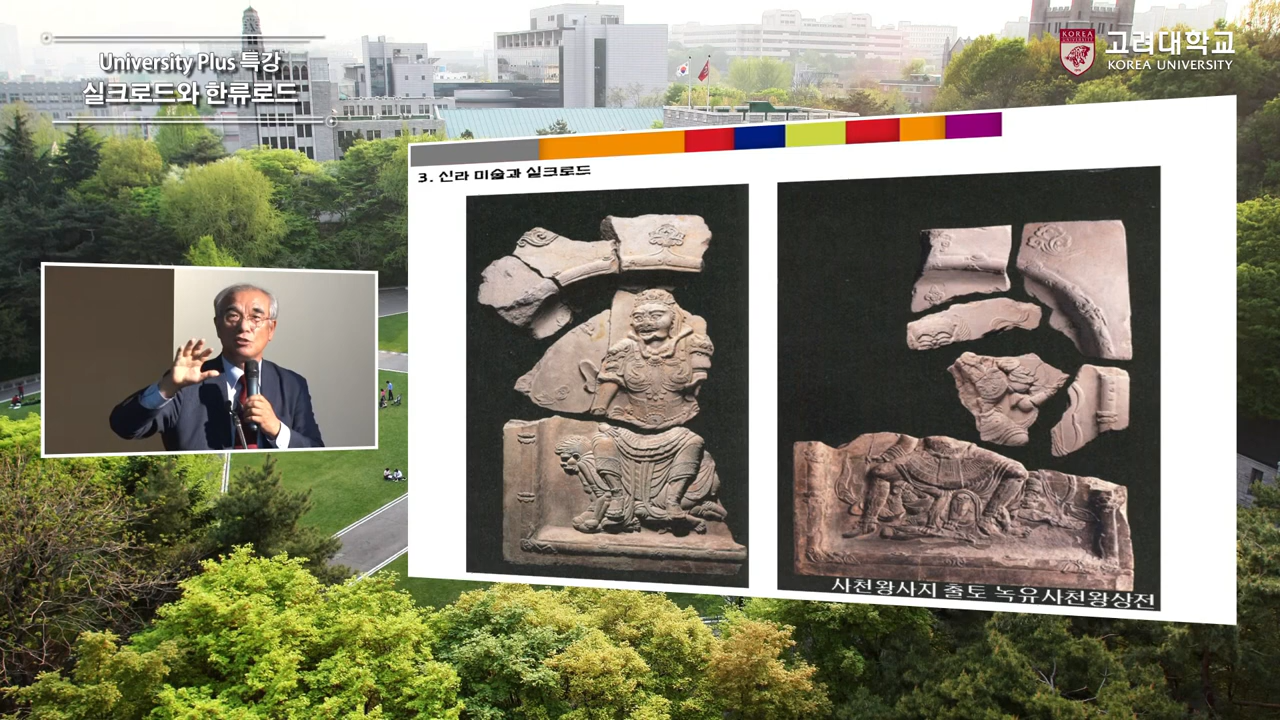 University Plus 특강
실크로드와 한류로드
KOREA
고려대학교
KOREA UNIVERSITY
3. 신라 미술과 실크로드
사천왕사지 출토 녹유사천왕상전